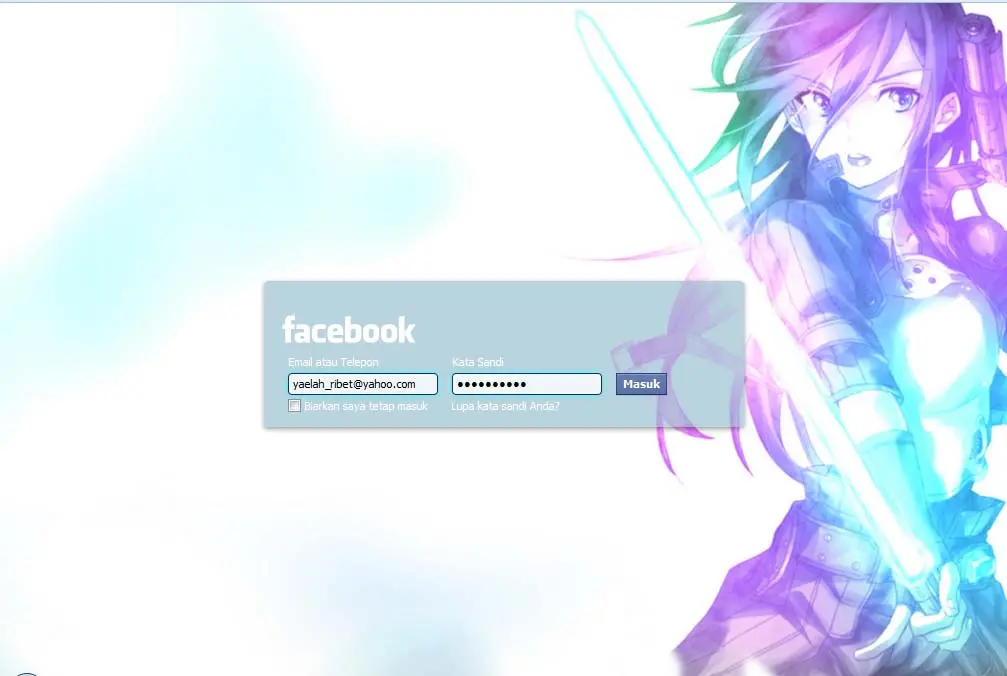 facebook
Email atau Telepon Kata Sandi
yaelah_ribet@yahoo.com •••••••••• Masuk
Biarkan saya tetap masuk Lupa kata sandi Anda?